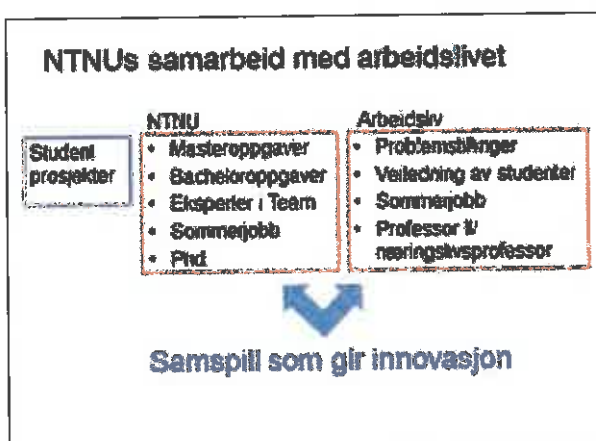 NTNUs samarbeid med arbeidslivet
Student
prosjekter
NTNU
• Masteroppgaver
• Bacheloroppgaver
• Eksperter i Team
• Sommerjobb
• Phd
Arbeidsliv
• Problemstillinger
• Veiledning av studenter
• Sommerjobb
• Professor II/
næringslivsprofessor
Samspill som gir innovasjon